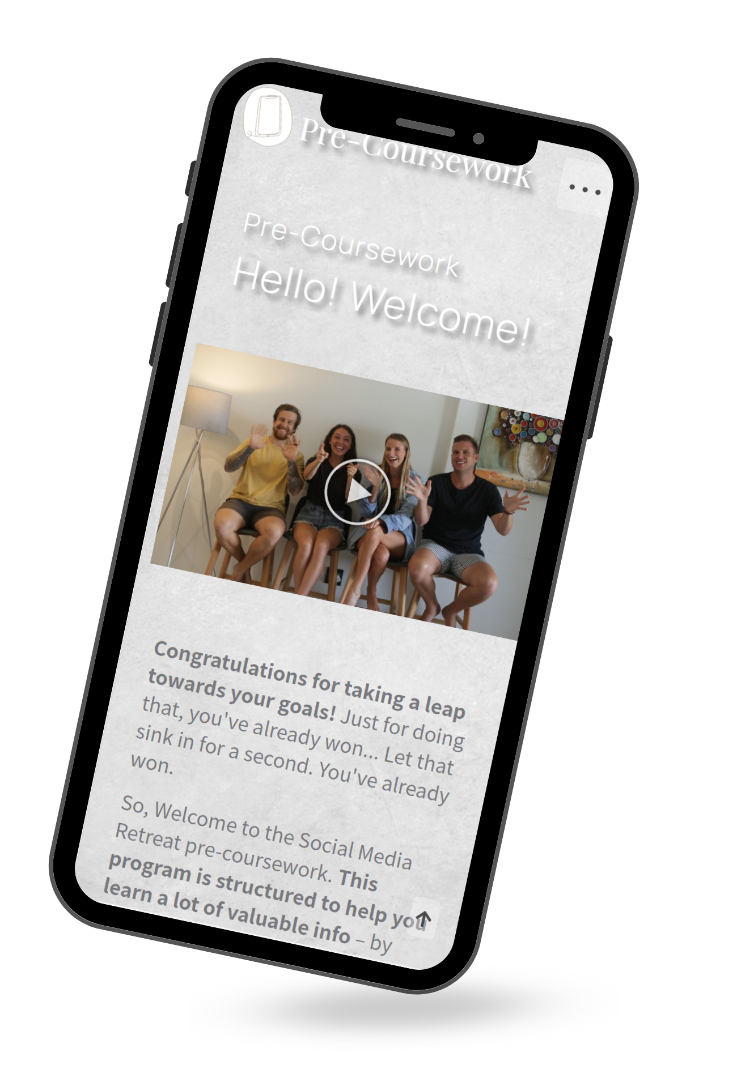 Pre-Coursework
Pre-Coursework
Hello! Welcome!
Congratulations for taking a leap
towards your goals! Just for doing
that, you've already won... Let that
sink in for a second. You've already
won.
So, Welcome to the Social Media
Retreat pre-coursework. This
program is structured to help you
learn a lot of valuable info – by